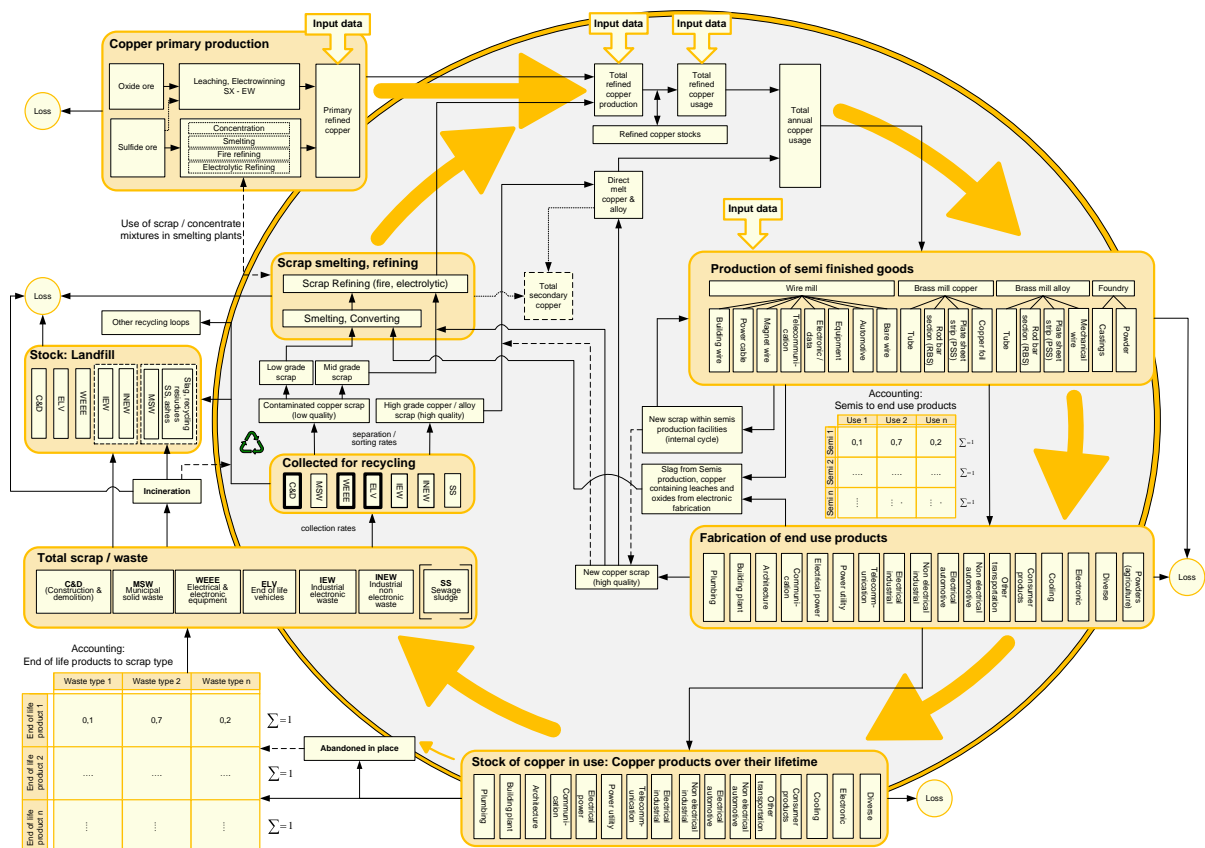 Input data
Copper primary production
Oxide ore
Sulfide ore
Leaching, Electrowinning
SX - EW
Concentration
Smelting
Fire refining
Electrolytic Refining
Primary
refined
copper
Loss
Input data
Input data
Total
refined
copper
production
Total
refined
copper
usage
Refined copper stocks
Total
annual
copper
usage
Direct
melt
copper
& alloy
Use of scrap / concentrate
mixtures in smelting plants
Scrap smelting, refining
Scrap Refining (fire, electrolytic)
Smelting, Converting
Total
secondary
copper
Loss
Other recycling loops
Stock: Landfill
C&D
ELV
WEEE
IEW
INEW
MSW
Slag, recycling
resiudues
SS, ashes
Incineration
Low grade
scrap
Mid grade
scrap
Contaminated copper scrap
(low quality)
High grade copper / alloy
scrap (high quality)
separation /
sorting rates
Collected for recycling
C&D
MSW
WEEE
ELV
IEW
INEW
SS
collection rates
Total scrap / waste
C&D
(Construction &
demolition)
MSW
Municipal
solid waste
WEEE
Electrical &
electronic
equipment
ELV
End of life
vehicles
IEW
Industrial
electronic
waste
INEW
Industrial
non
electronic
waste
SS
Sewage
sludge
Input data
Production of semi finished goods
Wire mill
Brass mill copper
Brass mill alloy
Foundry
Building wire
Power cable
Magnet wire
Telecommuni-
cation
Electronic /
data
Equipment
Automotive
Bare wire
Tube
Rod bar
section (RBS)
Plate sheet
strip (PSS)
Copper foil
Tube
Rod bar
section (RBS)
Plate sheet
strip (PSS)
Mechanical
wire
Castings
Powder
New scrap within semis
production facilities
(internal cycle)
Slag from Semis
production, copper
containing leaches and
oxides from electronic
fabrication
New copper scrap
(high quality)
Accounting:
Semis to end use products
Use 1 Use 2 Use n
Semi 1 0,1 0,7 0,2 ∑=1
Semi 2 .... .... .... ∑=1
Semi n ⋮ ⋮ . ⋮ . ∑=1
Fabrication of end use products
Plumbing
Building plant
Architecture
Communi-
cation
Electrical power
Power utility
Telecomm-
unication
Electrical
industrial
Non electrical
industrial
Electrical
automotive
Non electrical
automotive
Other
transportation
Consumer
products
Cooling
Electronic
Diverse
Powders
(agriculture)
Loss
Accounting:
End of life products to scrap type
Waste type 1 Waste type 2 Waste type n
End of life
product 1
0,1 0,7 0,2 ∑=1
End of life
product 2
.... .... .... ∑=1
End of life
product n
⋮ ⋮ ⋮ ∑=1
Abandoned in place
Stock of copper in use: Copper products over their lifetime
Plumbing
Building plant
Architecture
Communi-
cation
Electrical
power
Power utility
Telecomm-
unication
Electrical
industrial
Non electrical
industrial
Electrical
automotive
Non electrical
automotive
Other
transportation
Consumer
products
Cooling
Electronic
Diverse
Loss